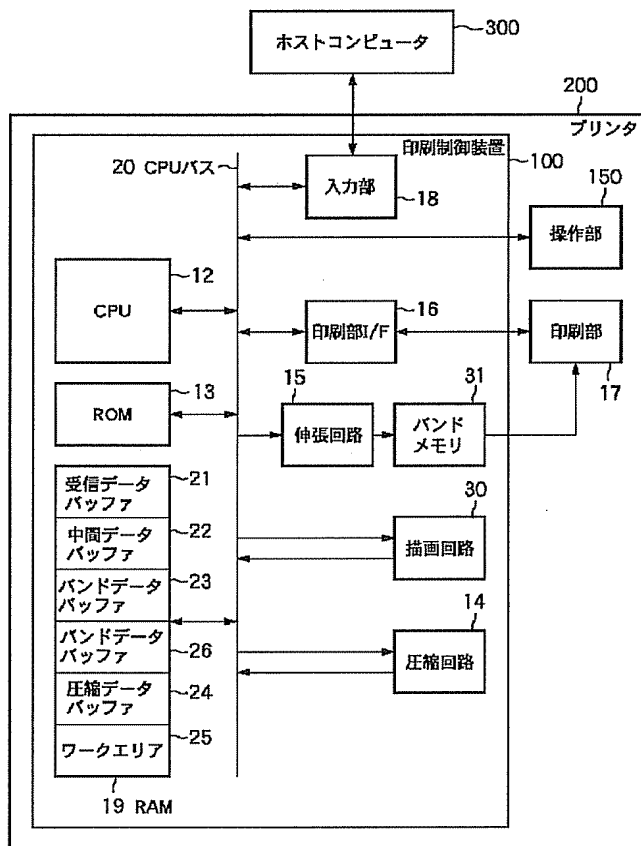 ホストコンピュータ
300
200
プリンタ
印刷制御装置
100
20 CPUバス
入力部
18
150
操作部
12
CPU
16
印刷部I/F
印刷部
17
13
ROM
15
伸張回路
31
バンド
メモリ
受信データ
バッファ
21
中間データ
バッファ
22
バンドデータ
バッファ
23
バンドデータ
バッファ
26
圧縮データ
バッファ
24
ワークエリア
25
19 RAM
30
描画回路
14
圧縮回路